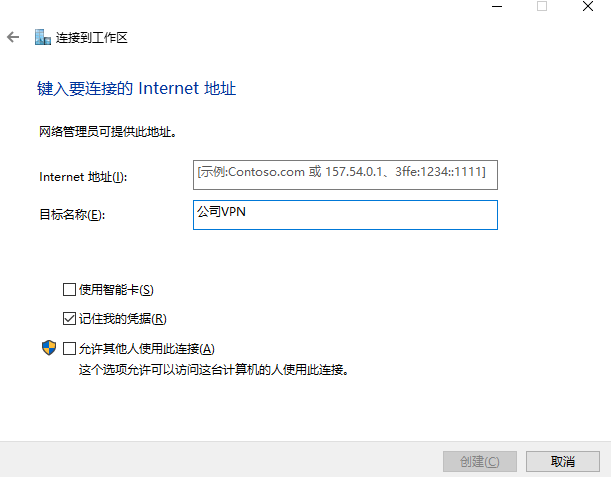 连接到工作区
键入要连接的 Internet 地址
网络管理员可提供此地址。
Internet 地址(I): [示例:Contoso.com 或 157.54.0.1、3ffe:1234::1111]
目标名称(E): 公司VPN
使用智能卡(S)
记住我的凭据(R)
允许其他人使用此连接(A)
这个选项允许可以访问这台计算机的人使用此连接。
创建(C) 取消